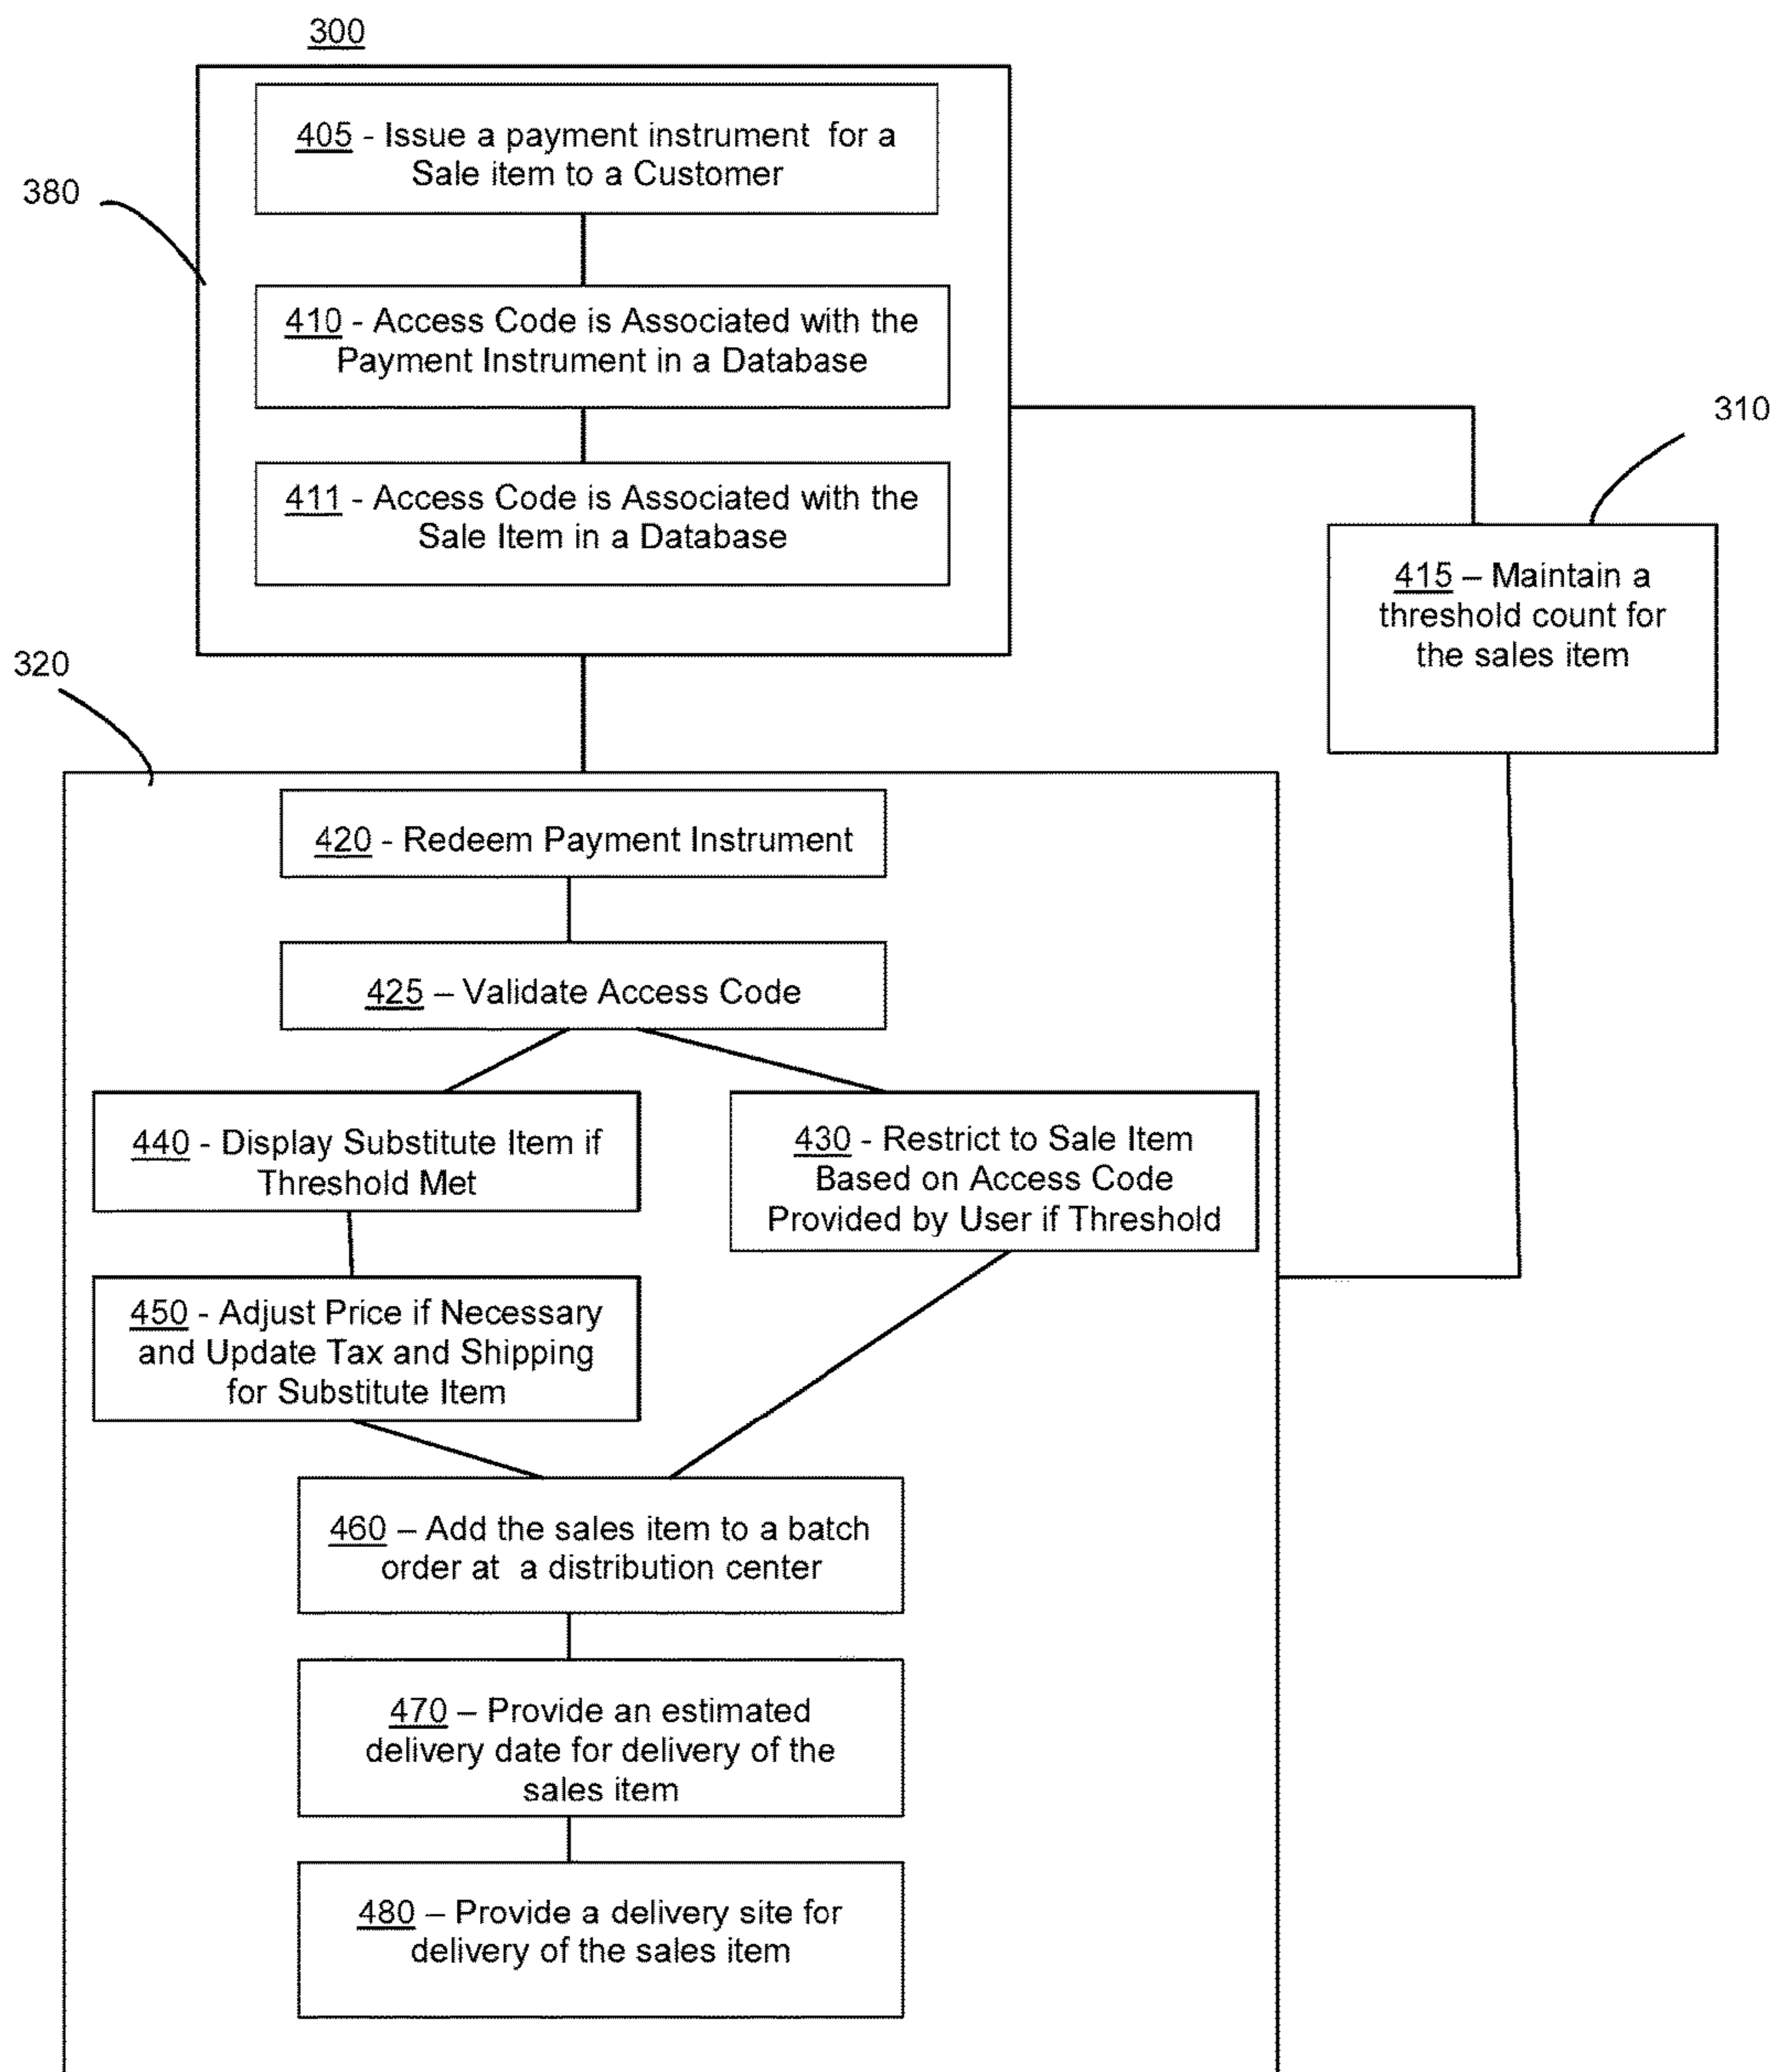 300
405 - Issue a payment instrument for a
Sale item to a Customer
380
410 - Access Code is Associated with the
Payment Instrument in a Database
310
411 - Access Code is Associated with the
Sale Item in a Database
415 – Maintain a
threshold count for
the sales item
320
420 - Redeem Payment Instrument
425 – Validate Access Code
440 - Display Substitute Item if
Threshold Met
430 - Restrict to Sale Item
Based on Access Code
Provided by User if Threshold
450 - Adjust Price if Necessary
and Update Tax and Shipping
for Substitute Item
460 – Add the sales item to a batch
order at a distribution center
470 – Provide an estimated
delivery date for delivery of the
sales item
480 – Provide a delivery site for
delivery of the sales item